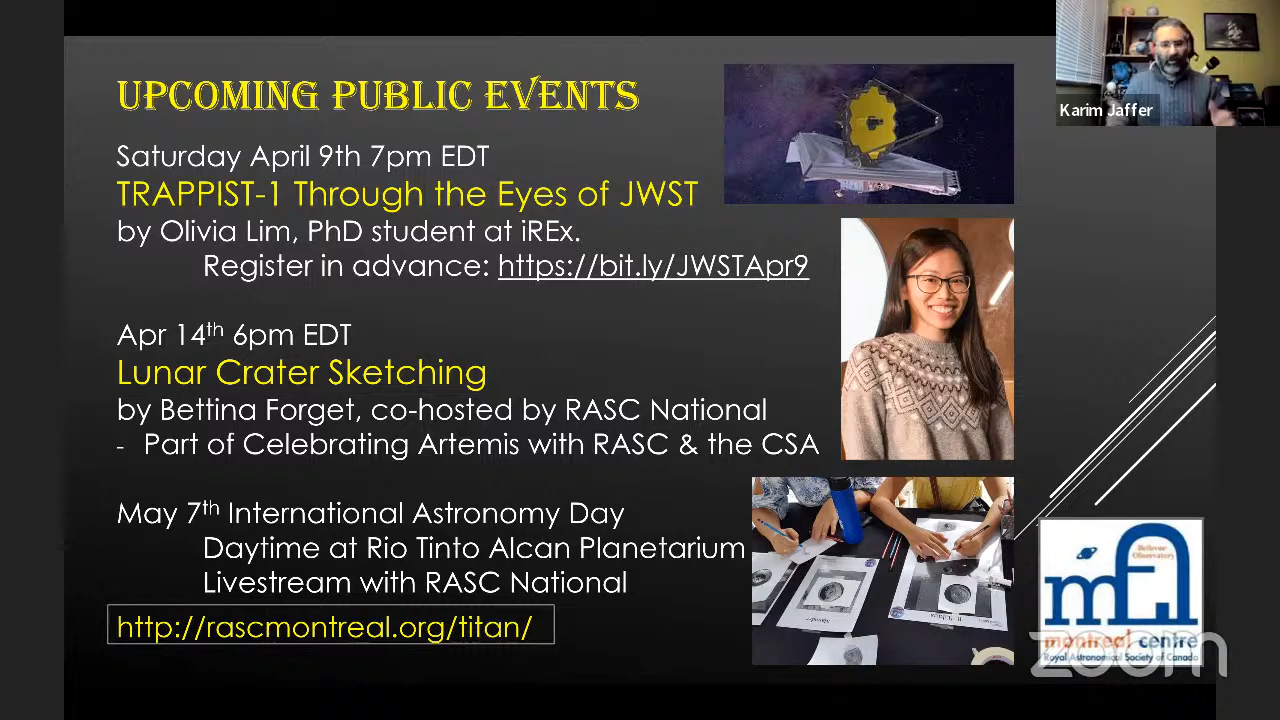 UPCOMING PUBLIC EVENTS
Karim Jaffer
Saturday April 9th 7pm EDT
TRAPPIST-1 Through the Eyes of JWST
by Olivia Lim, PhD student at iREx.
Register in advance: https://bit.ly/JWSTApr9
Apr 14th 6pm EDT
Lunar Crater Sketching
by Bettina Forget, co-hosted by RASC National
- Part of Celebrating Artemis with RASC & the CSA
May 7th International Astronomy Day
Daytime at Rio Tinto Alcan Planetarium
Livestream with RASC National
http://rascmontreal.org/titan/
Bellevue
Observatory
montreal centre
Royal Astronomical Society of Canada
zoom